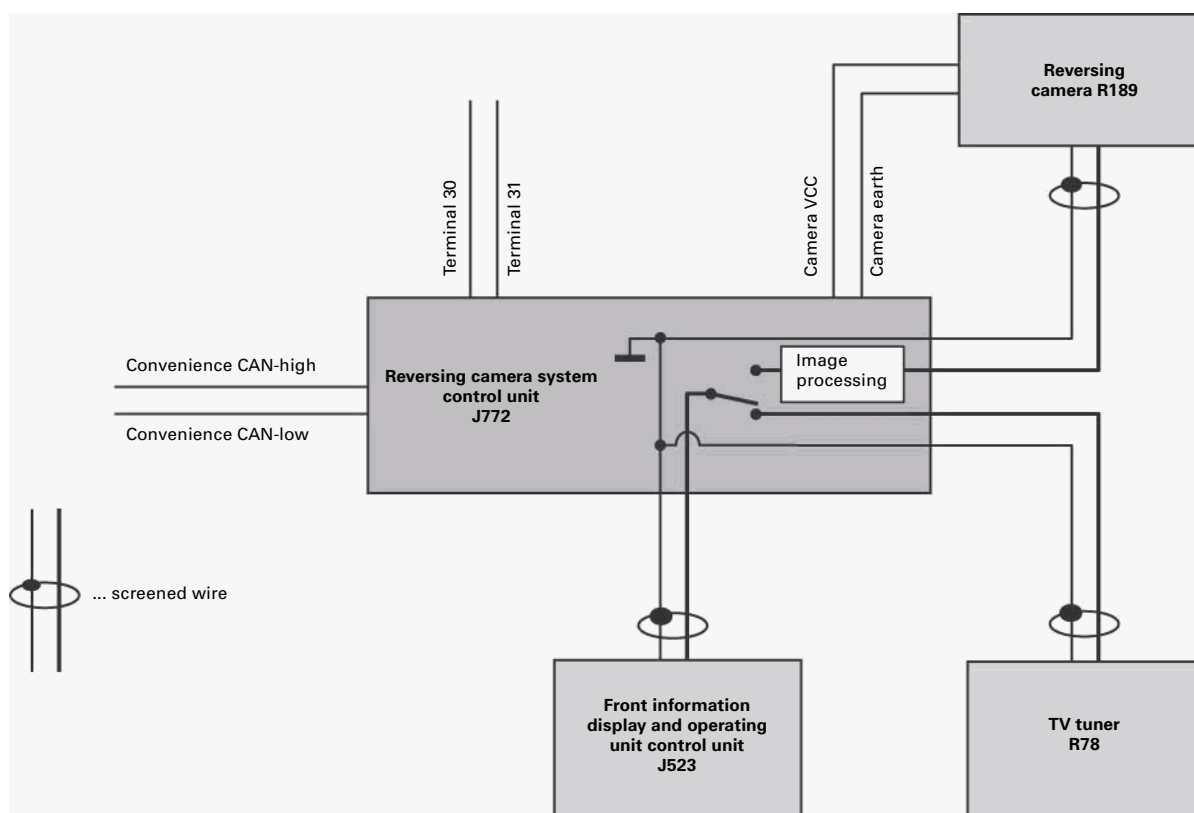 Reversing
camera R189
Terminal 30
Terminal 31
Camera VCC
Camera earth
Convenience CAN-high
Convenience CAN-low
Reversing camera system
control unit
J772
Image
processing
... screened wire
Front information
display and operating
unit control unit
J523
TV tuner
R78